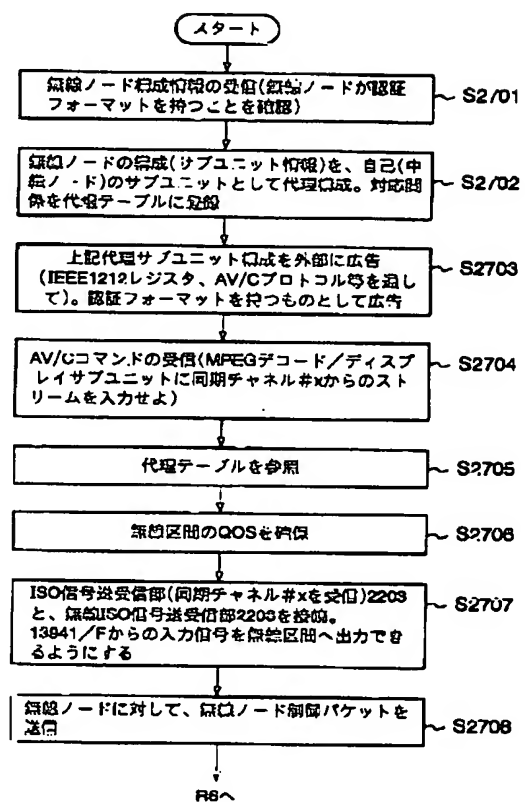 スタート
無線ノード構成情報の受信(無線ノードが認証
フォーマットを持つことを確認)
S2701
無線ノードの構成(サブユニット情報)を、自己(中
継ノード)のサブユニットとして代理構成。対応関
係を代理テーブルに登録
S2702
上記代理サブユニット構成を外部に広告
(IEEE1212レジスタ、AV/Cプロトコル等を通し
て)。認証フォーマットを持つものとして広告
S2703
AV/Cコマンドの受信(MPEGデコード/ディスプ
レイサブユニットに同期チャネル#xからのスト
リームを入力せよ)
S2704
代理テーブルを参照
S2705
無線区間のQOSを確保
S2706
ISO信号送受信部(同期チャネル#xを受信)2203
と、無線ISO信号送受信部2206を接続。
1394I/Fからの入力信号を無線区間へ出力でき
るようにする
S2707
無線ノードに対して、無線ノード制御パケットを
送信
S2708
R6へ